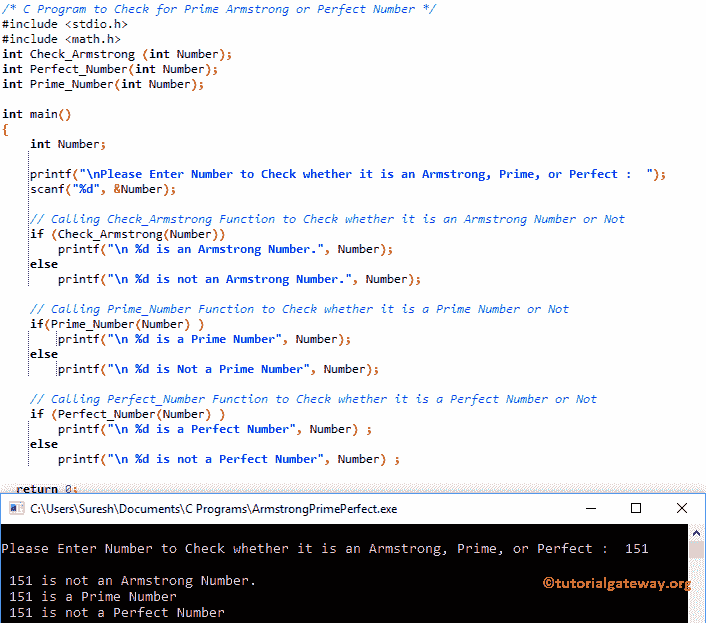 /* C Program to Check for Prime Armstrong or Perfect Number */
#include <stdio.h>
#include <math.h>
int Check_Armstrong (int Number);
int Perfect_Number(int Number);
int Prime_Number(int Number);
int main()
{
int Number;
printf("\nPlease Enter Number to Check whether it is an Armstrong, Prime, or Perfect :  ");
scanf("%d", &Number);
// Calling Check_Armstrong Function to Check whether it is an Armstrong Number or Not
if (Check_Armstrong(Number))
printf("\n %d is an Armstrong Number.", Number);
else
printf("\n %d is not an Armstrong Number.", Number);
// Calling Prime_Number Function to Check whether it is a Prime Number or Not
if(Prime_Number(Number) )
printf("\n %d is a Prime Number", Number);
else
printf("\n %d is Not a Prime Number", Number);
// Calling Perfect_Number Function to Check whether it is a Perfect Number or Not
if (Perfect_Number(Number) )
printf("\n %d is a Perfect Number", Number) ;
else
printf("\n %d is not a Perfect Number", Number) ;
return 0;
C:\Users\Suresh\Documents\C Programs\ArmstrongPrimePerfect.exe
Please Enter Number to Check whether it is an Armstrong, Prime, or Perfect :  151
151 is not an Armstrong Number.
©tutorialgateway.org
151 is a Prime Number
151 is not a Perfect Number